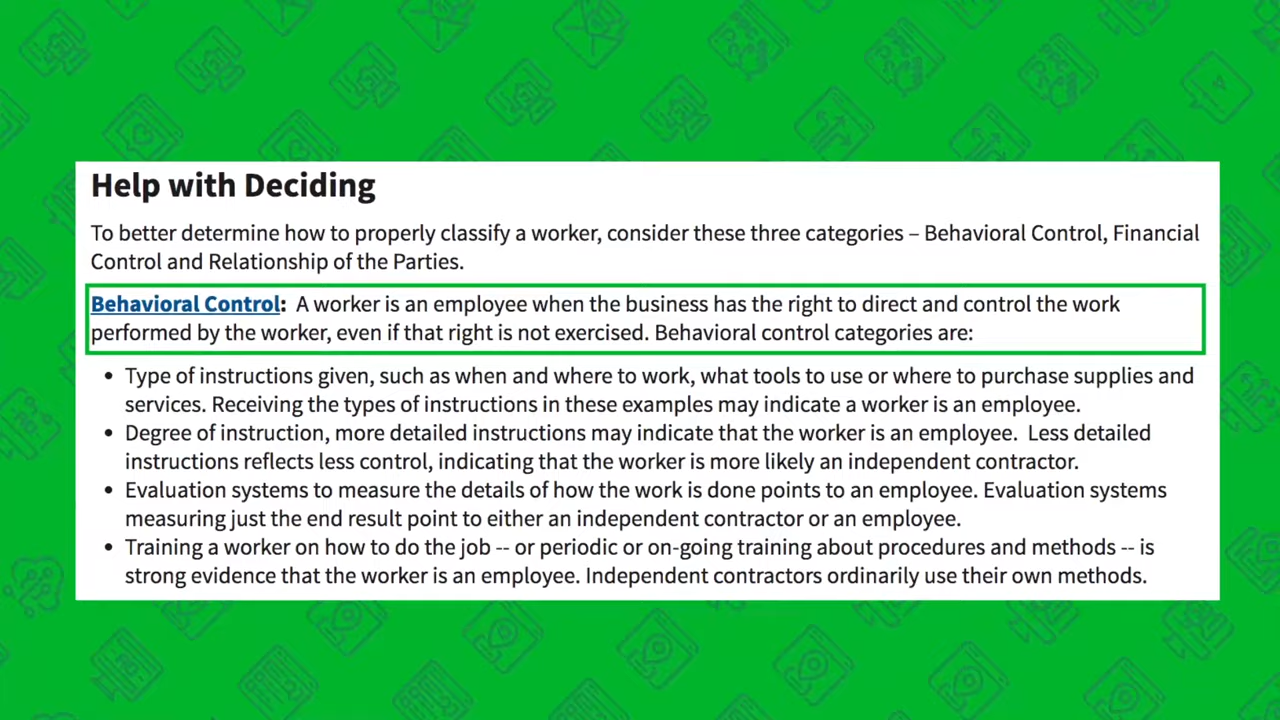 Help with Deciding
To better determine how to properly classify a worker, consider these three categories – Behavioral Control, Financial
Control and Relationship of the Parties.
Behavioral Control:  A worker is an employee when the business has the right to direct and control the work
performed by the worker, even if that right is not exercised. Behavioral control categories are:
• Type of instructions given, such as when and where to work, what tools to use or where to purchase supplies and
services. Receiving the types of instructions in these examples may indicate a worker is an employee.
• Degree of instruction, more detailed instructions may indicate that the worker is an employee.  Less detailed
instructions reflects less control, indicating that the worker is more likely an independent contractor.
• Evaluation systems to measure the details of how the work is done points to an employee. Evaluation systems
measuring just the end result point to either an independent contractor or an employee.
• Training a worker on how to do the job -- or periodic or on-going training about procedures and methods -- is
strong evidence that the worker is an employee. Independent contractors ordinarily use their own methods.